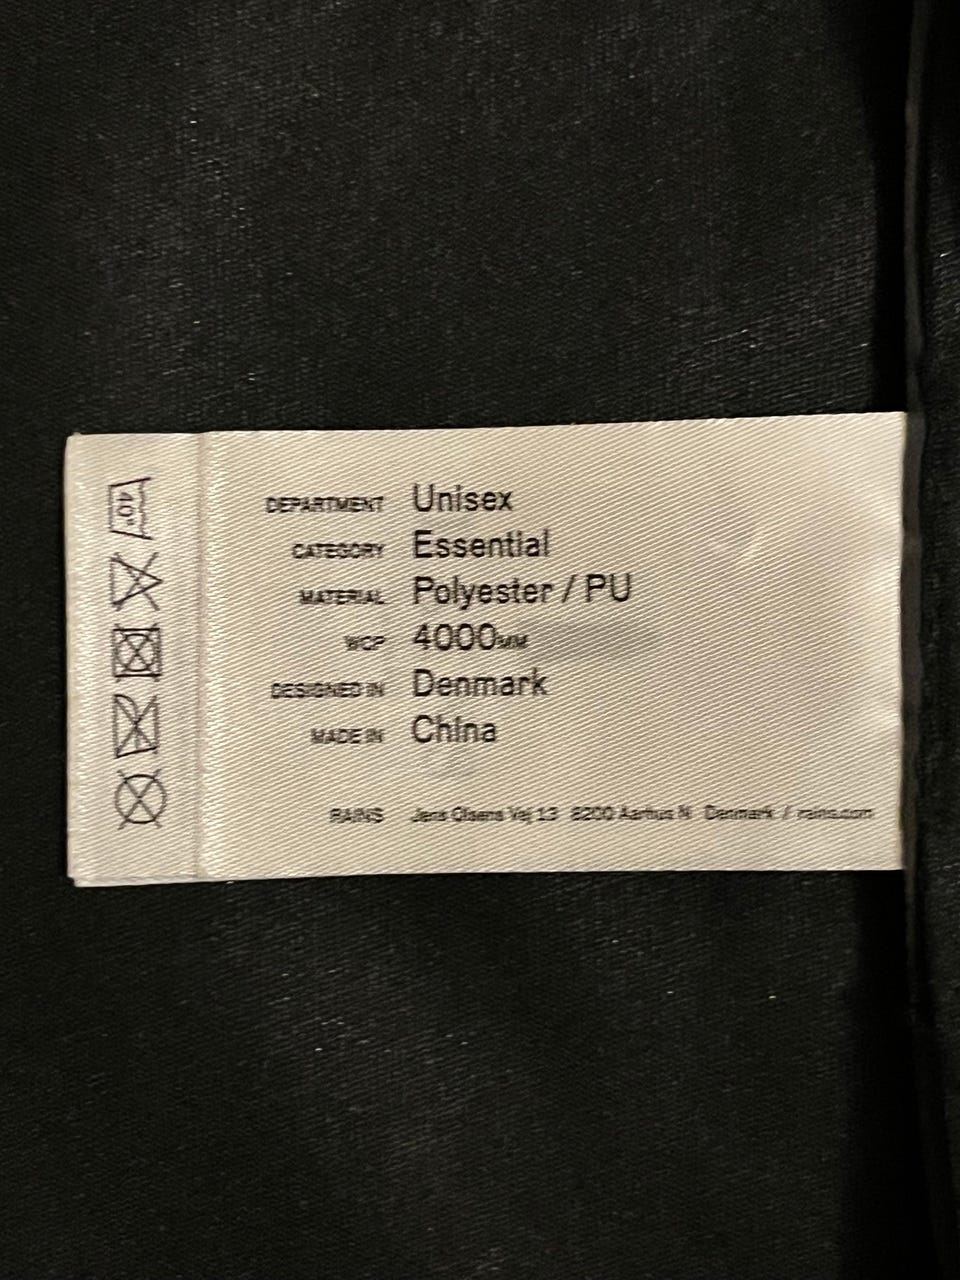 40°
DEPARTMENT Unisex
CATEGORY Essential
MATERIAL Polyester / PU
WCP 4000MM
DESIGNED IN Denmark
MADE IN China
RAINS Jens Olsens Vej 13 8200 Aarhus N Denmark / rains.com